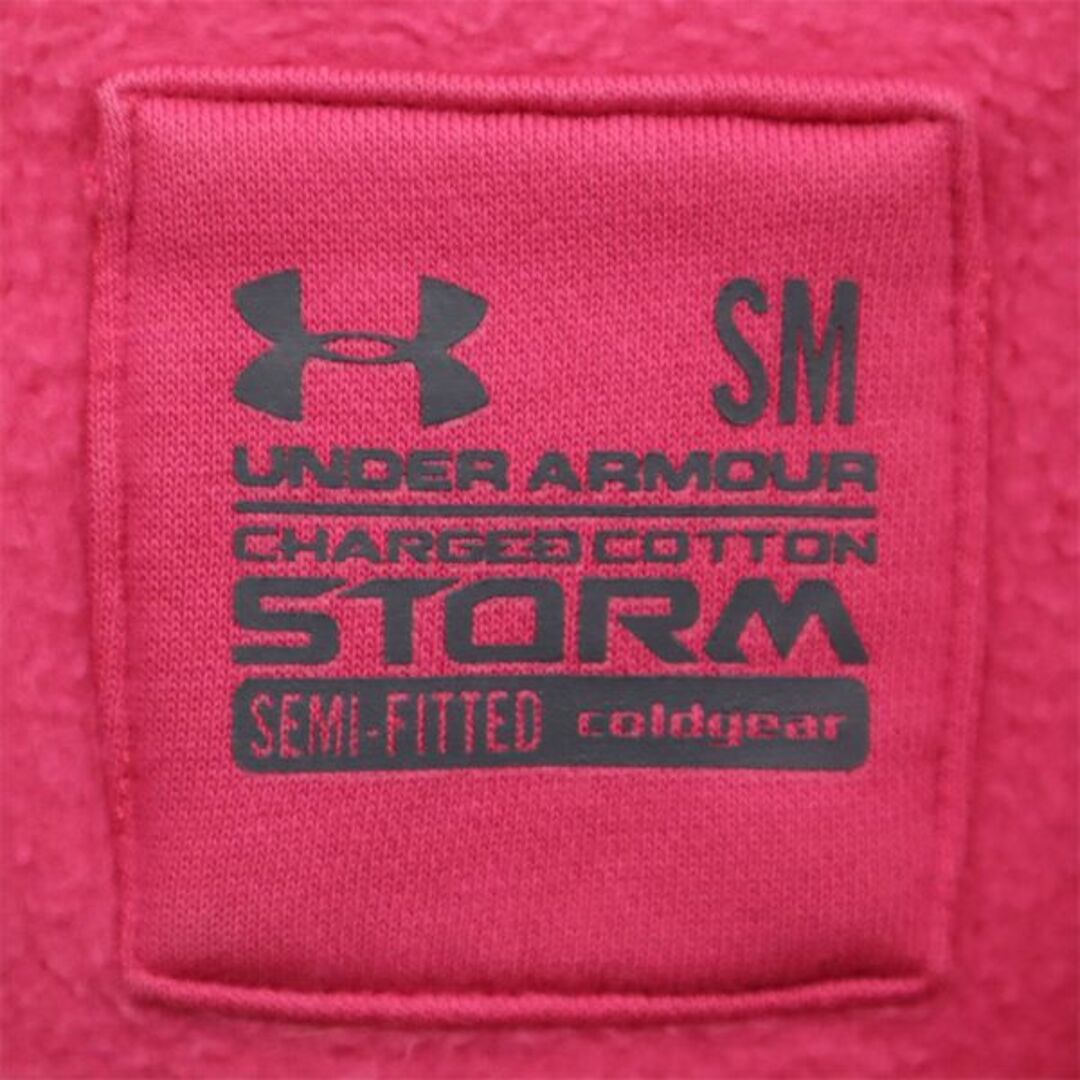 SM
UNDER ARMOUR
CHARGED COTTON
STORM
SEMI-FITTED coldgear